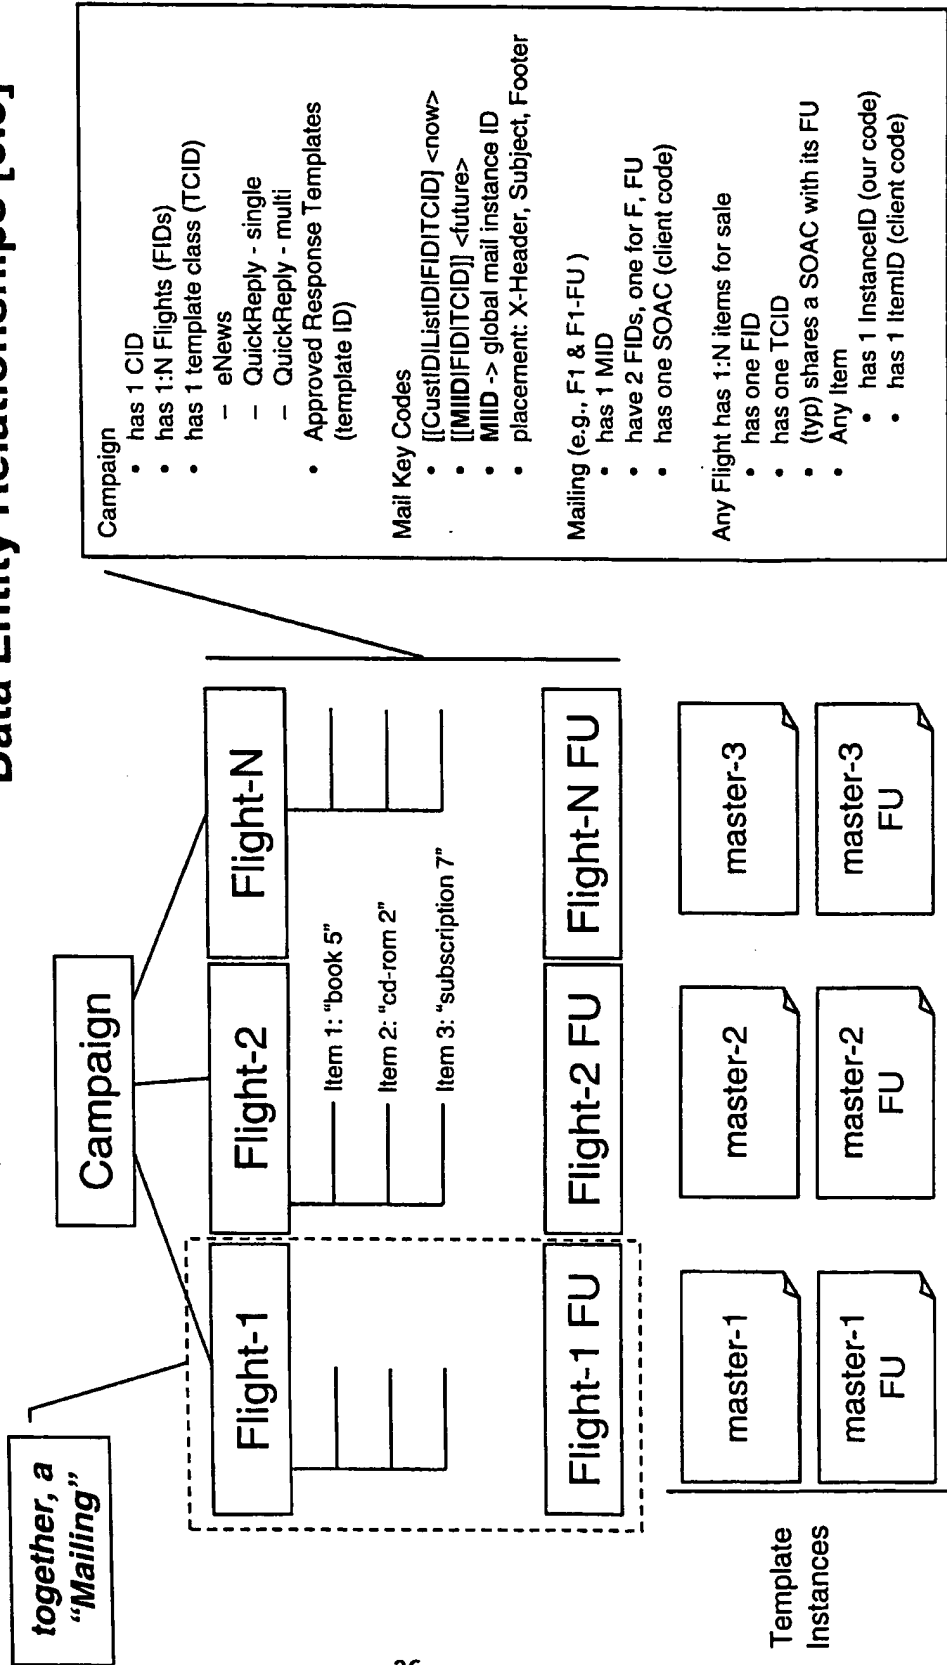 Data Entity Relationships
together, a
"Mailing"
Campaign
Flight-1
Flight-2
Flight-N
Item 1: "book 5"
Item 2: "cd-rom 2"
Item 3: "subscription 7"
Flight-1 FU
Flight-2 FU
Flight-N FU
Template
Instances
master-1
master-2
master-3
master-1
FU
master-2
FU
master-3
FU
Campaign
• has 1 CID
• has 1:N Flights (FIDs)
• has 1 template class (TCID)
– eNews
– QuickReply - single
– QuickReply - multi
• Approved Response Templates
(template ID)
Mail Key Codes
• [[CustID|ListID|FID|TCID] <now>
• [[MIID|FID|TCID]] <future>
• MIID -> global mail instance ID
• placement: X-Header, Subject, Footer
Mailing (e.g., F1 & F1-FU )
• has 1 MID
• have 2 FIDs, one for F, FU
• has one SOAC (client code)
Any Flight has 1:N items for sale
• has one FID
• has one TCID
• (typ) shares a SOAC with its FU
• Any Item
• has 1 InstanceID (our code)
• has 1 ItemID (client code)